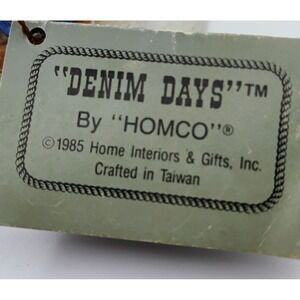 "DENIM DAYS"™
By "HOMCO"®
©1985 Home Interiors & Gifts, Inc.
Crafted in Taiwan